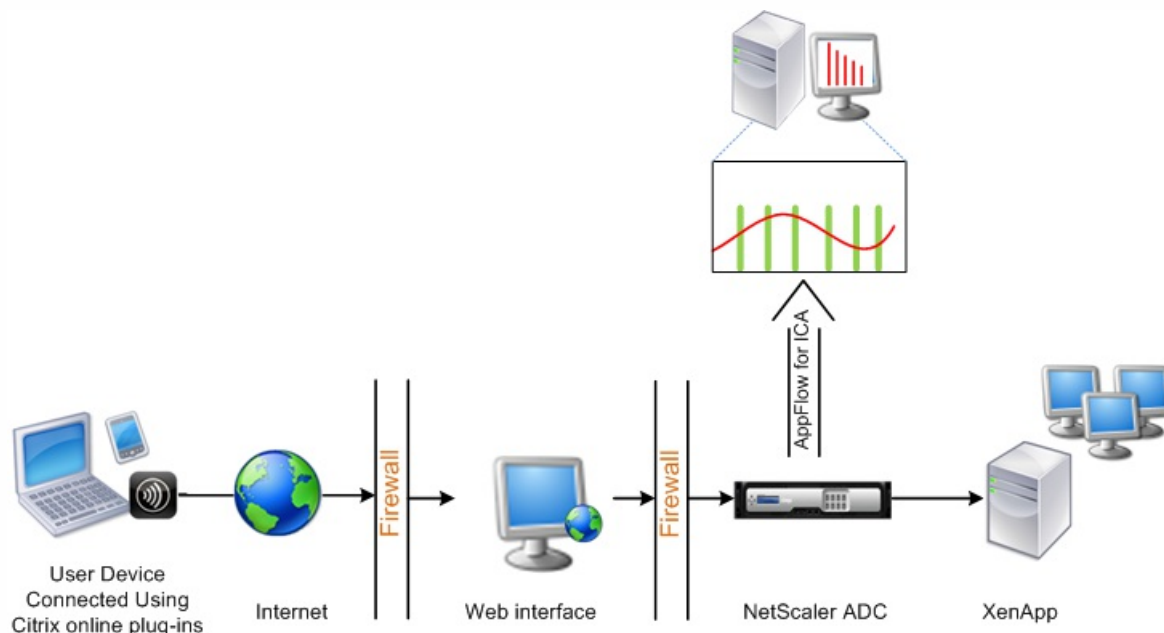 AppFlow for ICA
Firewall
Firewall
User Device
Connected Using
Citrix online plug-ins
Internet
Web interface
NetScaler ADC
XenApp